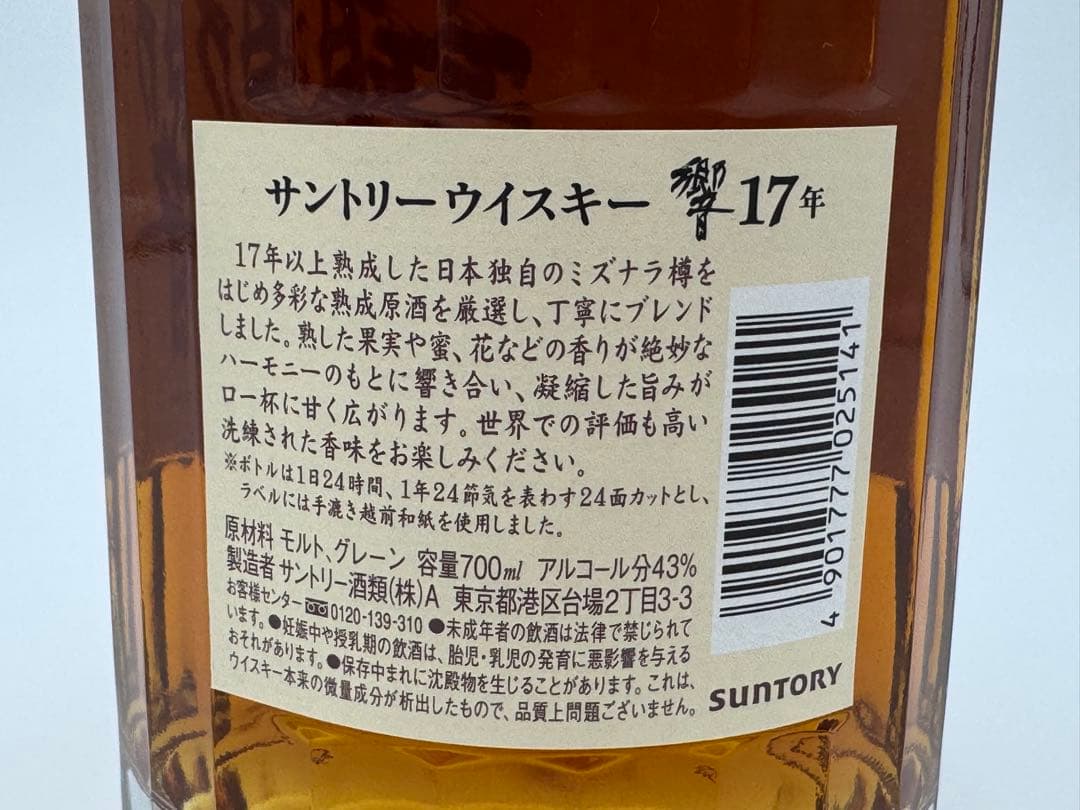 サントリーウイスキー 響 17年
17年以上熟成した日本独自のミズナラ樽を
はじめ多彩な熟成原酒を厳選し、丁寧にブレンド
しました。熟した果実や蜜、花などの香りが絶妙な
ハーモニーのもとに響き合い、凝縮した旨みが
口一杯に甘く広がります。世界での評価も高い
洗練された香味をお楽しみください。
※ボトルは1日24時間、1年24節気を表わす24面カットとし、
ラベルには手漉き越前和紙を使用しました。
原材料 モルト、グレーン 容量700ml アルコール分43%
製造者 サントリー酒類(株)A 東京都港区台場2丁目3-3
お客様センター 0120-139-310 ●未成年者の飲酒は法律で禁じられて
います。●妊娠中や授乳期の飲酒は、胎児・乳児の発育に悪影響を与える
おそれがあります。●保存中まれに沈殿物を生じることがあります。これは、
ウイスキー本来の微量成分が析出したもので、品質上問題ございません。
4 901777 025141
SUNTORY